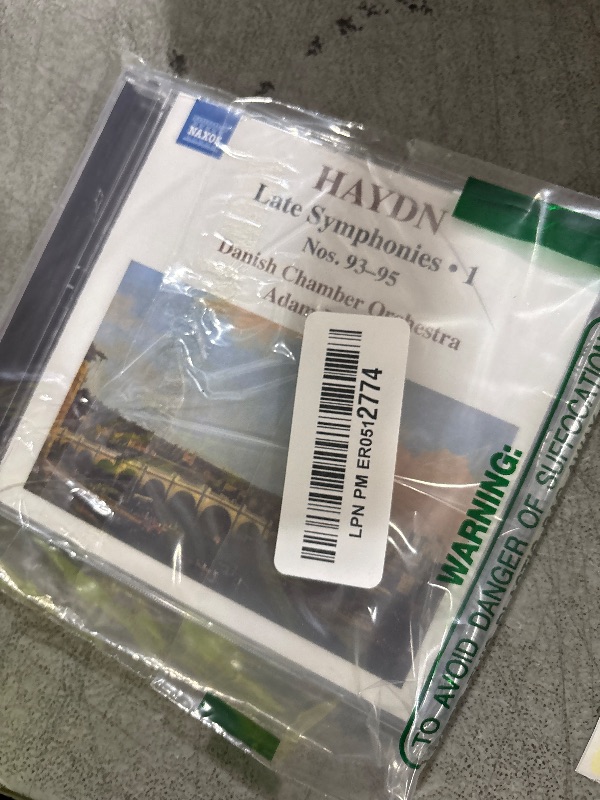 NAXOS
HAYDN
Late Symphonies • 1
Nos. 93–95
Danish Chamber Orchestra
Adam
LPN PM ER0512774
WARNING:
TO AVOID DANGER OF SUFFOCATION